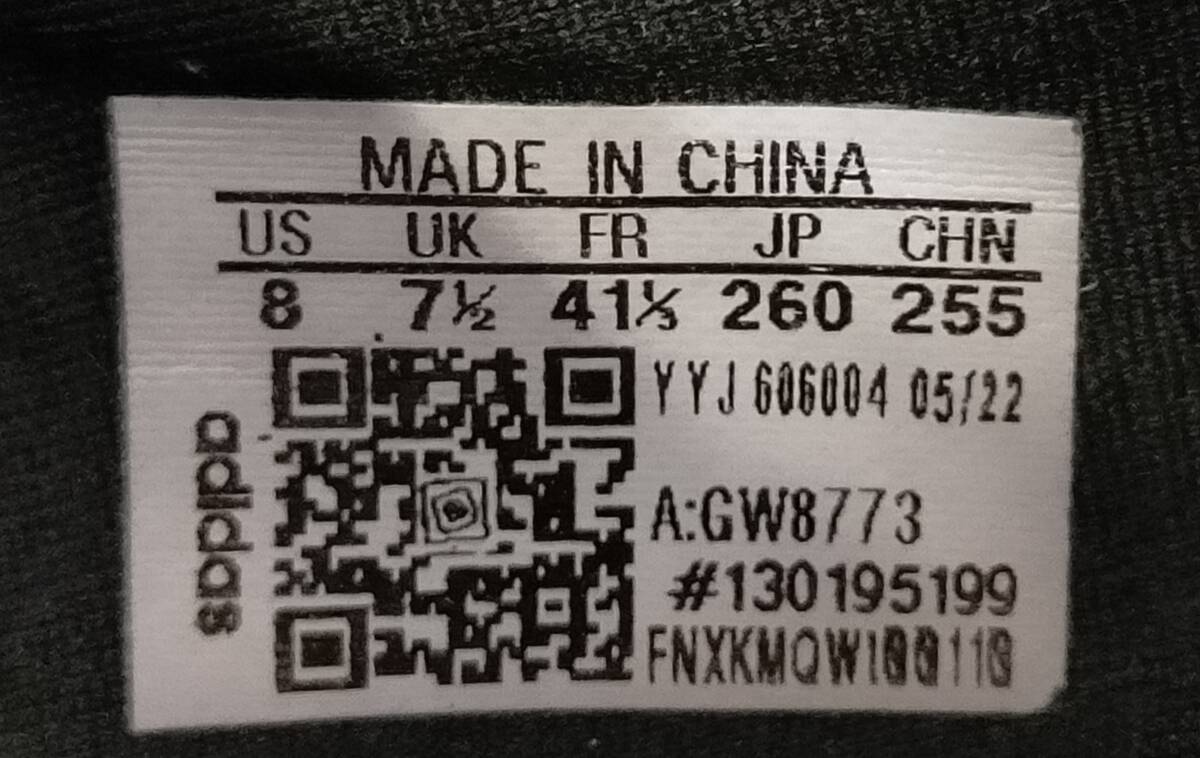 MADE IN CHINA
US UK FR JP CHN
8 7½ 41⅓ 260 255
YYJ 606004 05/22
adidas
A:GW8773
#130195199